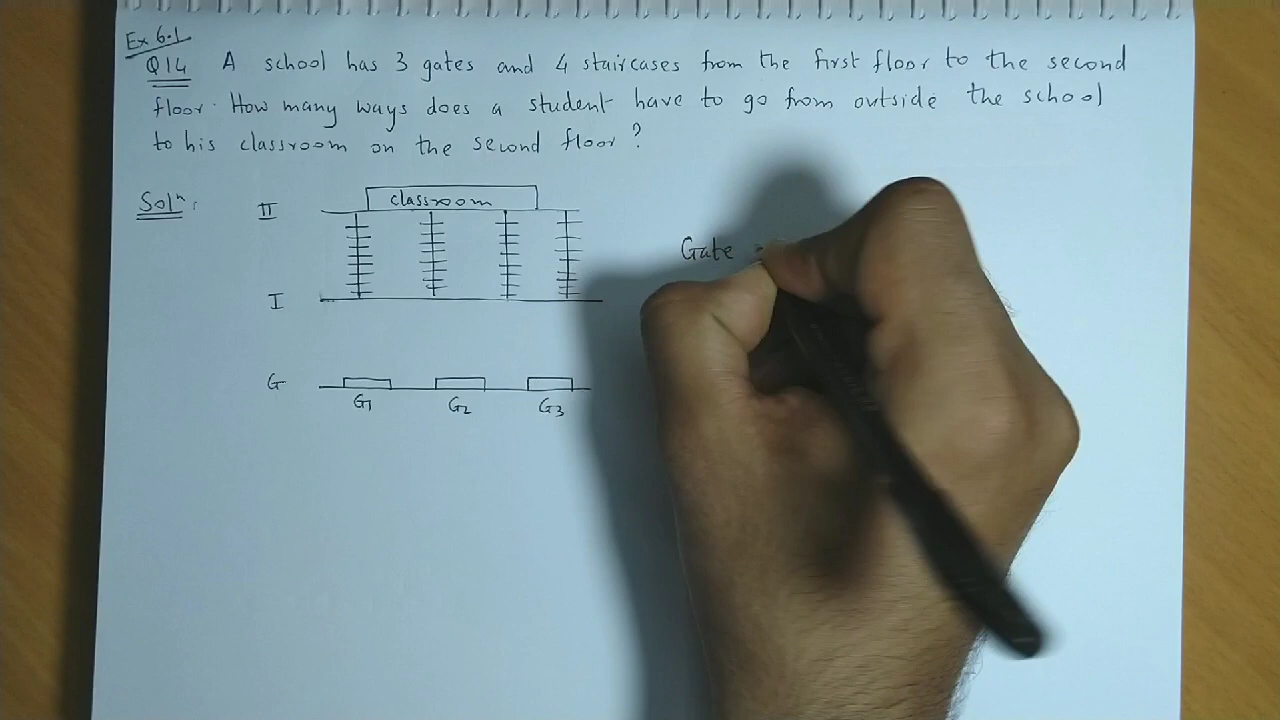 Ex 6.1
Q14 A school has 3 gates and 4 staircases from the first floor to the second
floor. How many ways does a student have to go from outside the school
to his classroom on the second floor?
Solⁿ:
II classroom
Gate
I
G
G1 G2 G3